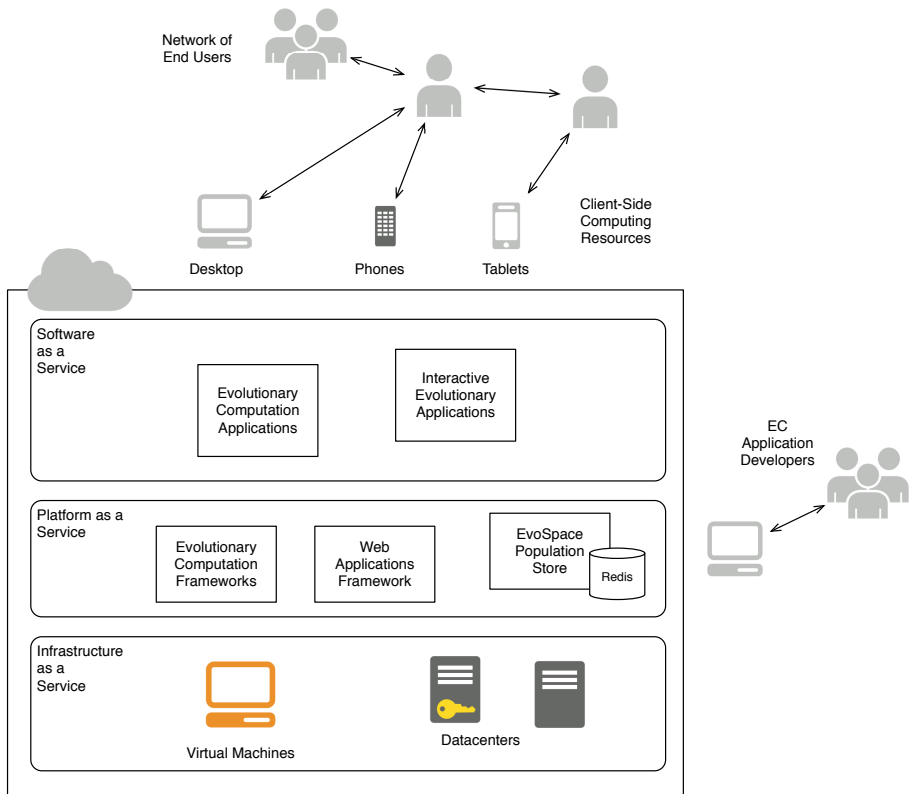 Network of
End Users
Client-Side
Computing
Resources
Desktop
Phones
Tablets
Software
as a
Service
Evolutionary
Computation
Applications
Interactive
Evolutionary
Applications
EC
Application
Developers
Platform as a
Service
Evolutionary
Computation
Frameworks
Web
Applications
Framework
EvoSpace
Population
Store
Redis
Infrastructure
as a
Service
Virtual Machines
Datacenters